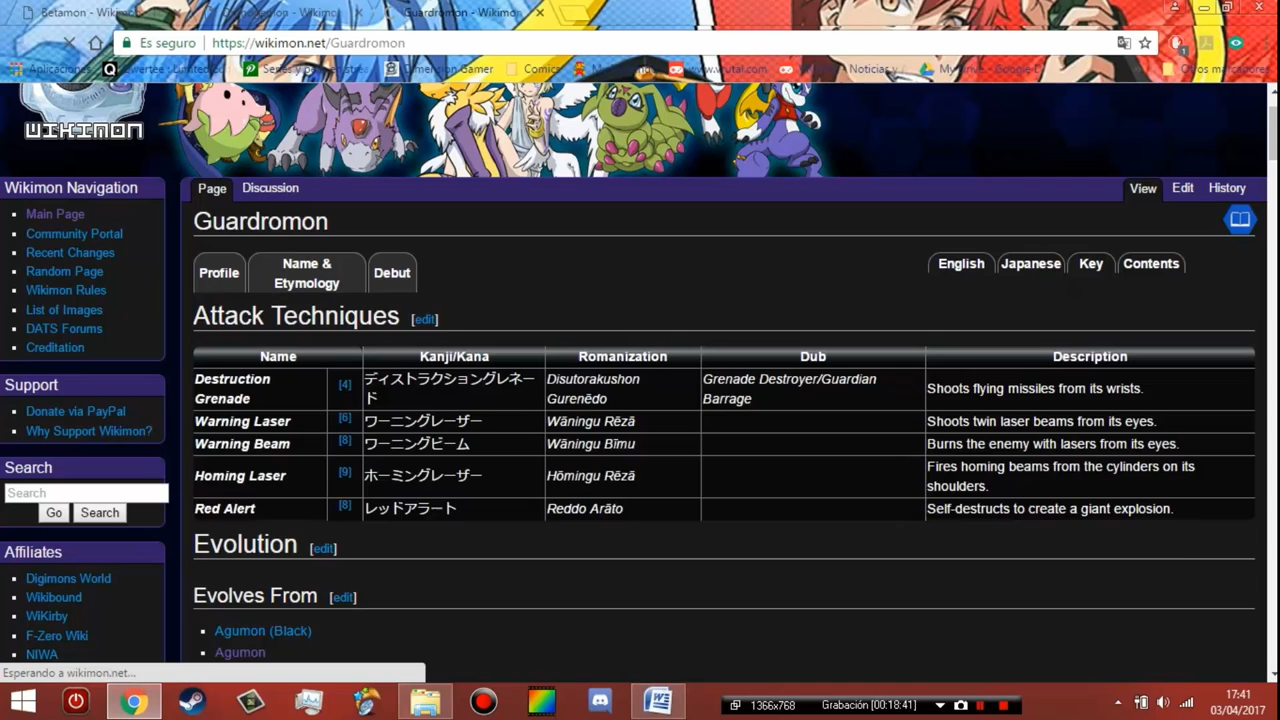 Betamon - Wikimon
Guardromon - Wikimon
Es seguro
https://wikimon.net/Guardromon
Aplicaciones
Qwertee : Limited
Series y pe
Dimension Gamer
Comics
www.vrutal.com
Noticias y
My Drive - Google D
Otros marcadores
WIKIMON
Wikimon Navigation
Main Page
Community Portal
Recent Changes
Random Page
Wikimon Rules
List of Images
DATS Forums
Creditation
Support
Donate via PayPal
Why Support Wikimon?
Search
Search
Go Search
Affiliates
Digimons World
Wikibound
WiKirby
F-Zero Wiki
NIWA
Page Discussion View Edit History
Guardromon
Profile Name & Etymology Debut English Japanese Key Contents
Attack Techniques [edit]
Name Kanji/Kana Romanization Dub Description
Destruction Grenade [4] ディストラクショングレネード Disutorakushon Gurenēdo Grenade Destroyer/Guardian Barrage Shoots flying missiles from its wrists.
Warning Laser [6] ワーニングレーザー Wāningu Rēzā Shoots twin laser beams from its eyes.
Warning Beam [8] ワーニングビーム Wāningu Bīmu Burns the enemy with lasers from its eyes.
Homing Laser [9] ホーミングレーザー Hōmingu Rēzā Fires homing beams from the cylinders on its shoulders.
Red Alert [8] レッドアラート Reddo Arāto Self-destructs to create a giant explosion.
Evolution [edit]
Evolves From [edit]
Agumon (Black)
Agumon
Esperando a wikimon.net...
1366x768 Grabación [00:18:41]
17:41
03/04/2017